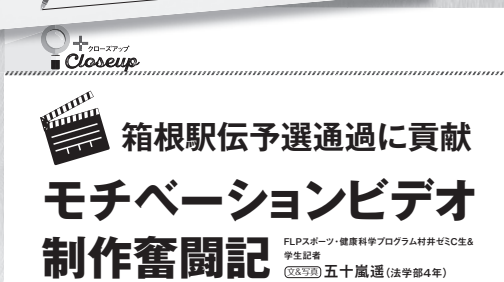 クローズアップ
i Closeup
箱根駅伝予選通過に貢献
モチベーションビデオ
制作奮闘記
FLPスポーツ・健康科学プログラム村井ゼミC生&
学生記者
文&写真 五十嵐遥(法学部4年)